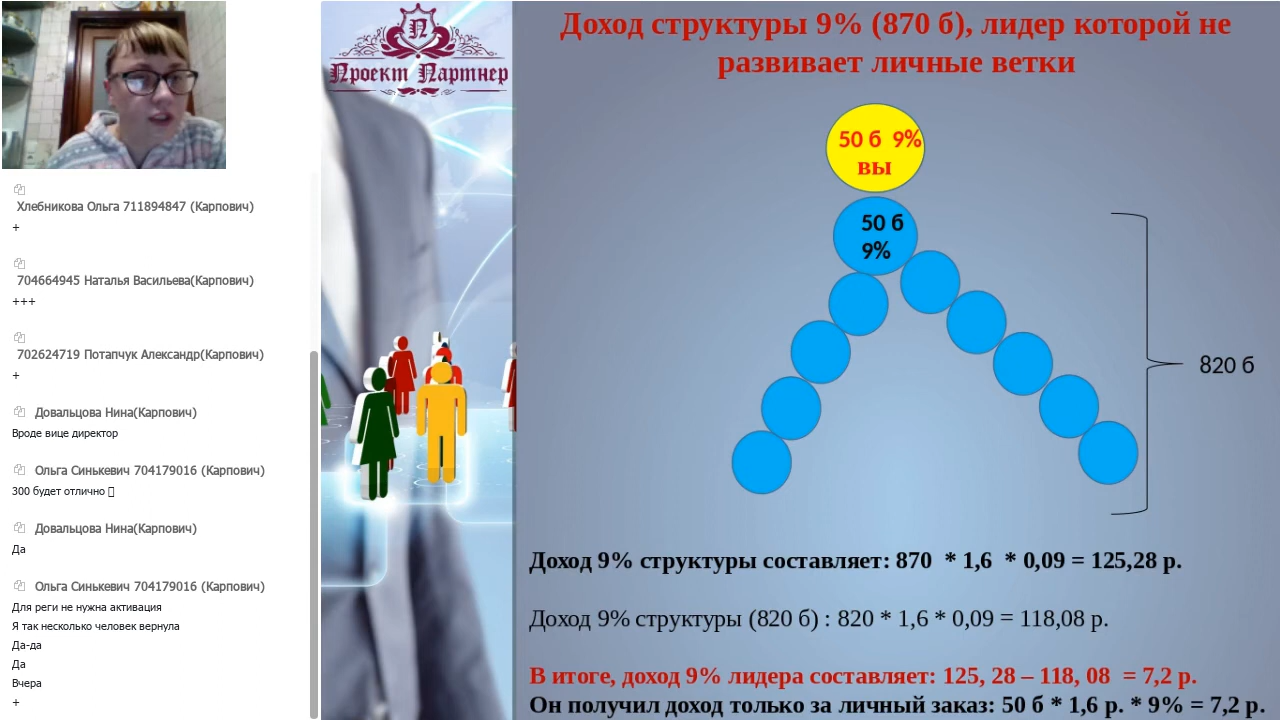 Хлебникова Ольга 711894847 (Карпович)
+
704664945 Наталья Васильева(Карпович)
+++
702624719 Потапчук Александр(Карпович)
+
Довальцова Нина(Карпович)
Вроде вице директор
Ольга Синькевич 704179016 (Карпович)
300 будет отлично
Довальцова Нина(Карпович)
Да
Ольга Синькевич 704179016 (Карпович)
Для реги не нужна активация
Я так несколько человек вернула
Да-да
Да
Вчера
+
П
Проект Партнер
Доход структуры 9% (870 б), лидер которой не
развивает личные ветки
50 б 9%
вы
50 б
9%
820 б
Доход 9% структуры составляет: 870 * 1,6 * 0,09 = 125,28 р.
Доход 9% структуры (820 б) : 820 * 1,6 * 0,09 = 118,08 р.
В итоге, доход 9% лидера составляет: 125, 28 – 118, 08 = 7,2 р.
Он получил доход только за личный заказ: 50 б * 1,6 р. * 9% = 7,2 р.